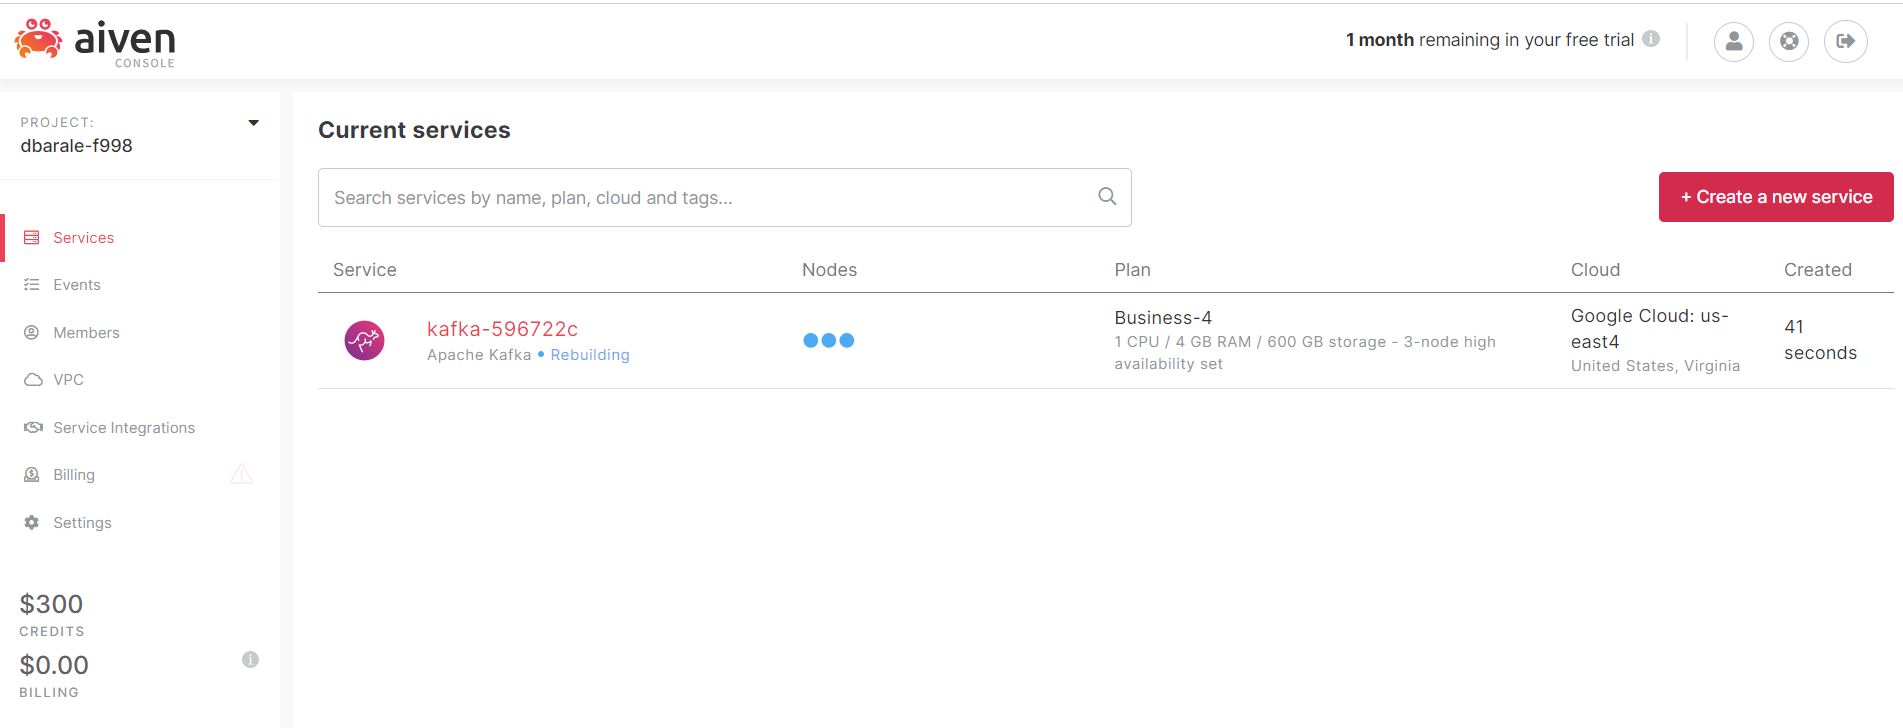 aiven
CONSOLE
1 month remaining in your free trial
PROJECT:
dbarale-f998
Services
Events
Members
VPC
Service Integrations
Billing
Settings
$300
CREDITS
$0.00
BILLING
Current services
Search services by name, plan, cloud and tags...
+ Create a new service
Service Nodes Plan Cloud Created
kafka-596722c
Apache Kafka • Rebuilding
Business-4
1 CPU / 4 GB RAM / 600 GB storage - 3-node high
availability set
Google Cloud: us-
east4
United States, Virginia
41
seconds